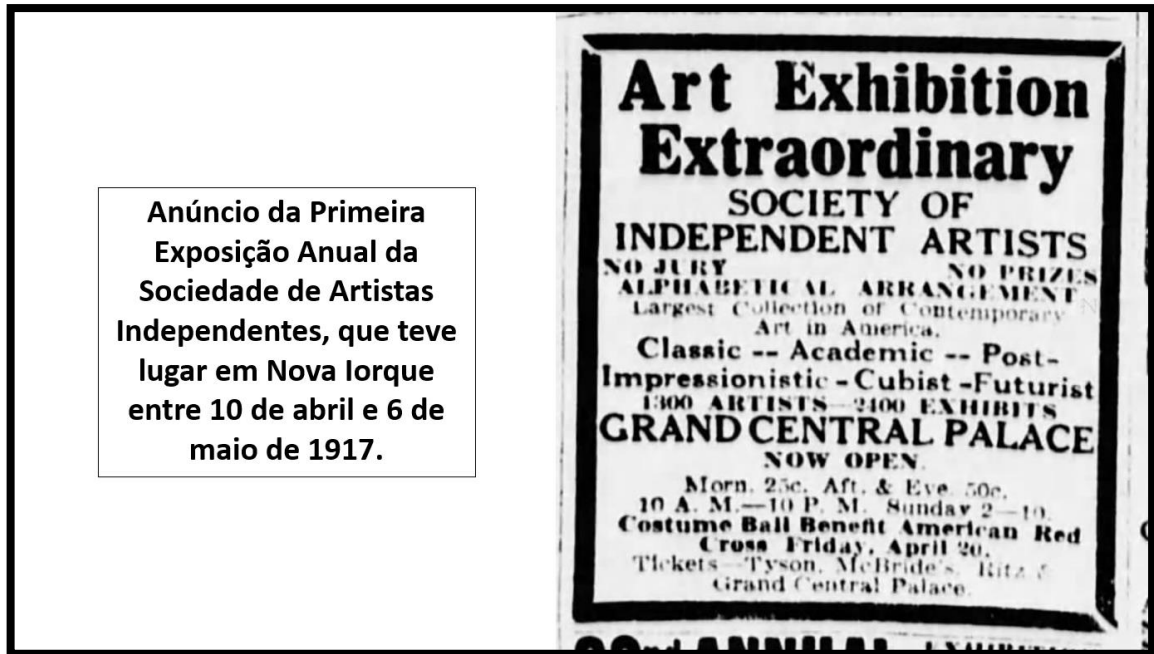 Anúncio da Primeira
Exposição Anual da
Sociedade de Artistas
Independentes, que teve
lugar em Nova Iorque
entre 10 de abril e 6 de
maio de 1917.
Art Exhibition
Extraordinary
SOCIETY OF
INDEPENDENT ARTISTS
NO JURY NO PRIZES
ALPHABETICAL ARRANGEMENT
Largest Collection of Contemporary
Art in America.
Classic -- Academic -- Post-
Impressionistic - Cubist - Futurist
1300 ARTISTS--2400 EXHIBITS
GRAND CENTRAL PALACE
NOW OPEN.
Morn. 25c. Aft. & Eve. 50c.
10 A. M.—10 P. M. Sunday 2—10.
Costume Ball Benefit American Red
Cross Friday, April 20.
Tickets—Tyson, McBride's, Ritz &
Grand Central Palace.
ANNUAL